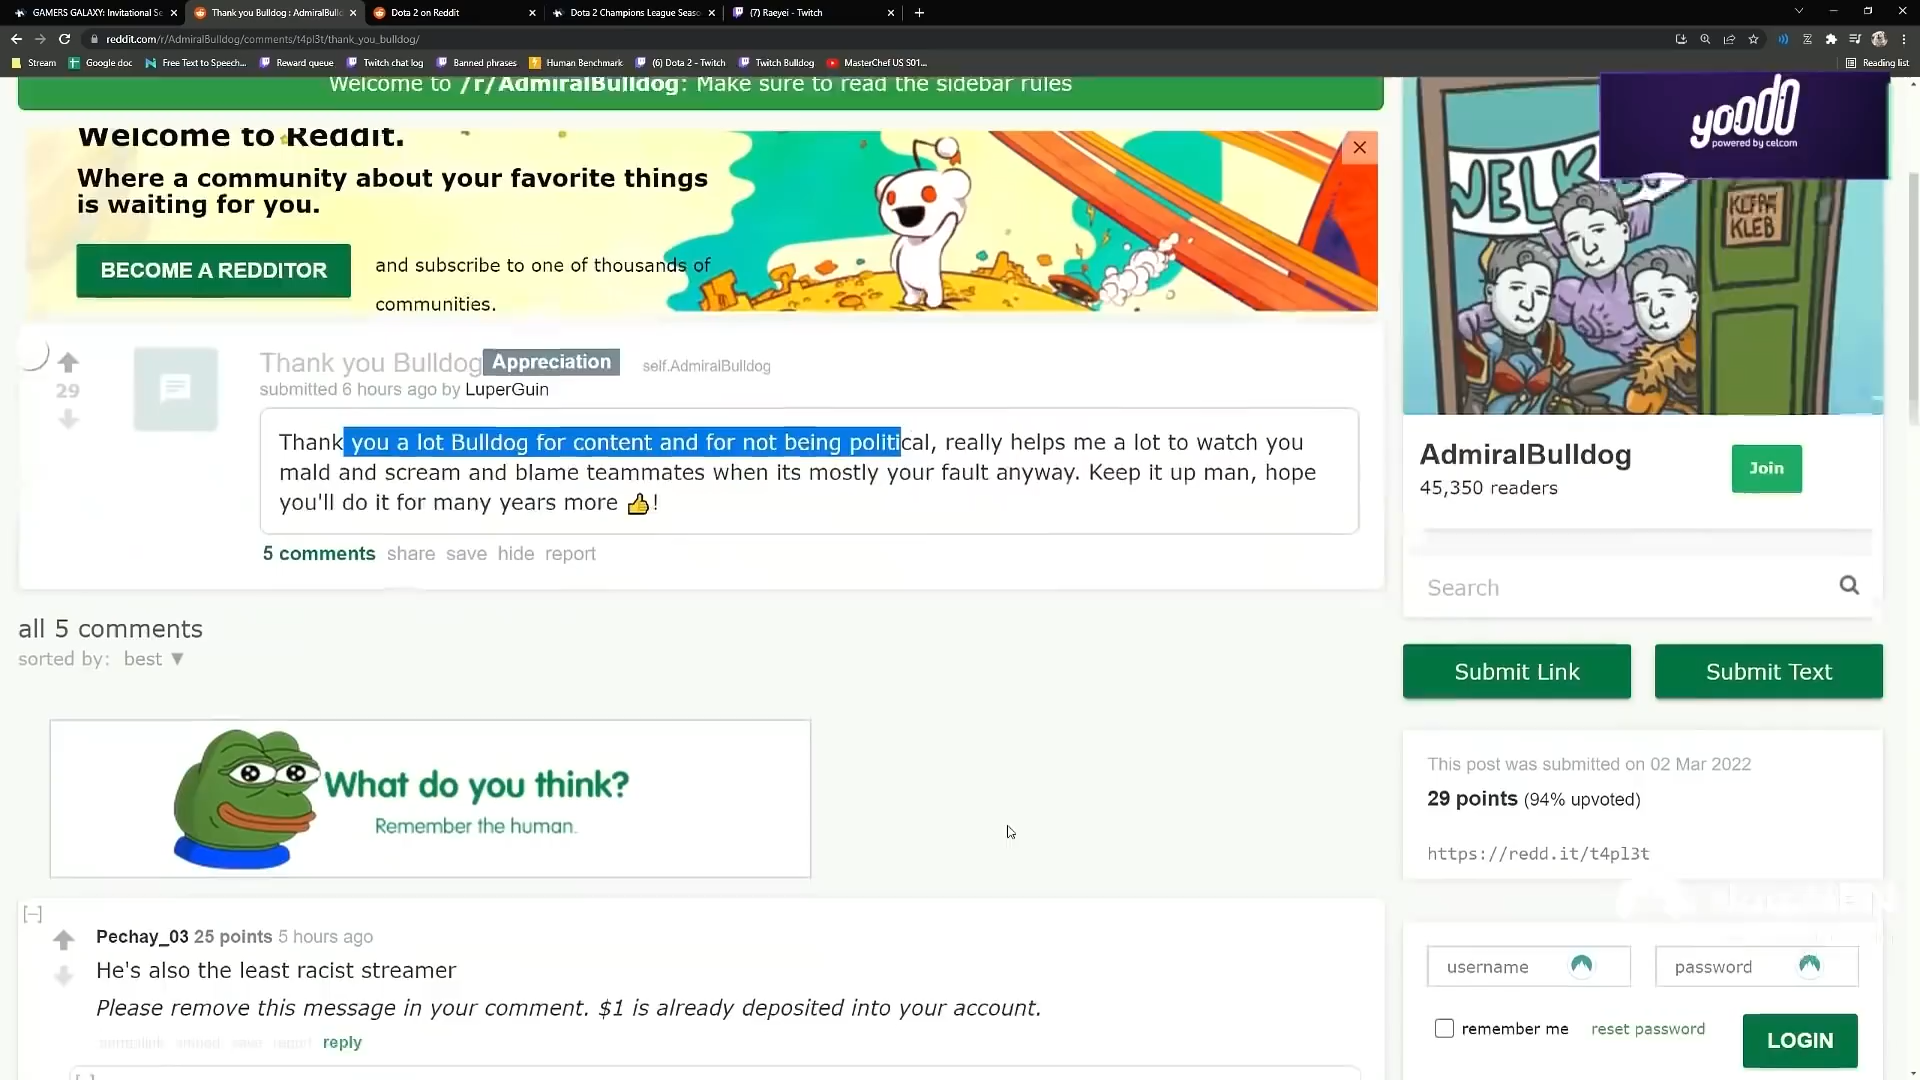 GAMERS GALAXY: Invitational Se
Thank you Bulldog : AdmiralBulld
Dota 2 on Reddit
Dota 2 Champions League Seaso
(7) Raeyei - Twitch
reddit.com/r/AdmiralBulldog/comments/t4pl3t/thank_you_bulldog/
Stream
Google doc
Free Text to Speech...
Reward queue
Twitch chat log
Banned phrases
Human Benchmark
(6) Dota 2 - Twitch
Twitch Bulldog
MasterChef US S01...
Reading list
Welcome to /r/AdmiralBulldog: Make sure to read the sidebar rules
Welcome to Reddit.
Where a community about your favorite things
is waiting for you.
BECOME A REDDITOR
and subscribe to one of thousands of
communities.
yoodo
powered by celcom
WELK
KLEB
Thank you Bulldog Appreciation self.AdmiralBulldog
29
submitted 6 hours ago by LuperGuin
Thank you a lot Bulldog for content and for not being political, really helps me a lot to watch you
mald and scream and blame teammates when its mostly your fault anyway. Keep it up man, hope
you'll do it for many years more 👍!
5 comments share save hide report
AdmiralBulldog
Join
45,350 readers
Search
all 5 comments
sorted by: best ▼
Submit Link
Submit Text
What do you think?
Remember the human.
This post was submitted on 02 Mar 2022
29 points (94% upvoted)
https://redd.it/t4pl3t
[–]
Pechay_03 25 points 5 hours ago
He's also the least racist streamer
Please remove this message in your comment. $1 is already deposited into your account.
permalink embed save report reply
username
password
remember me
reset password
LOGIN